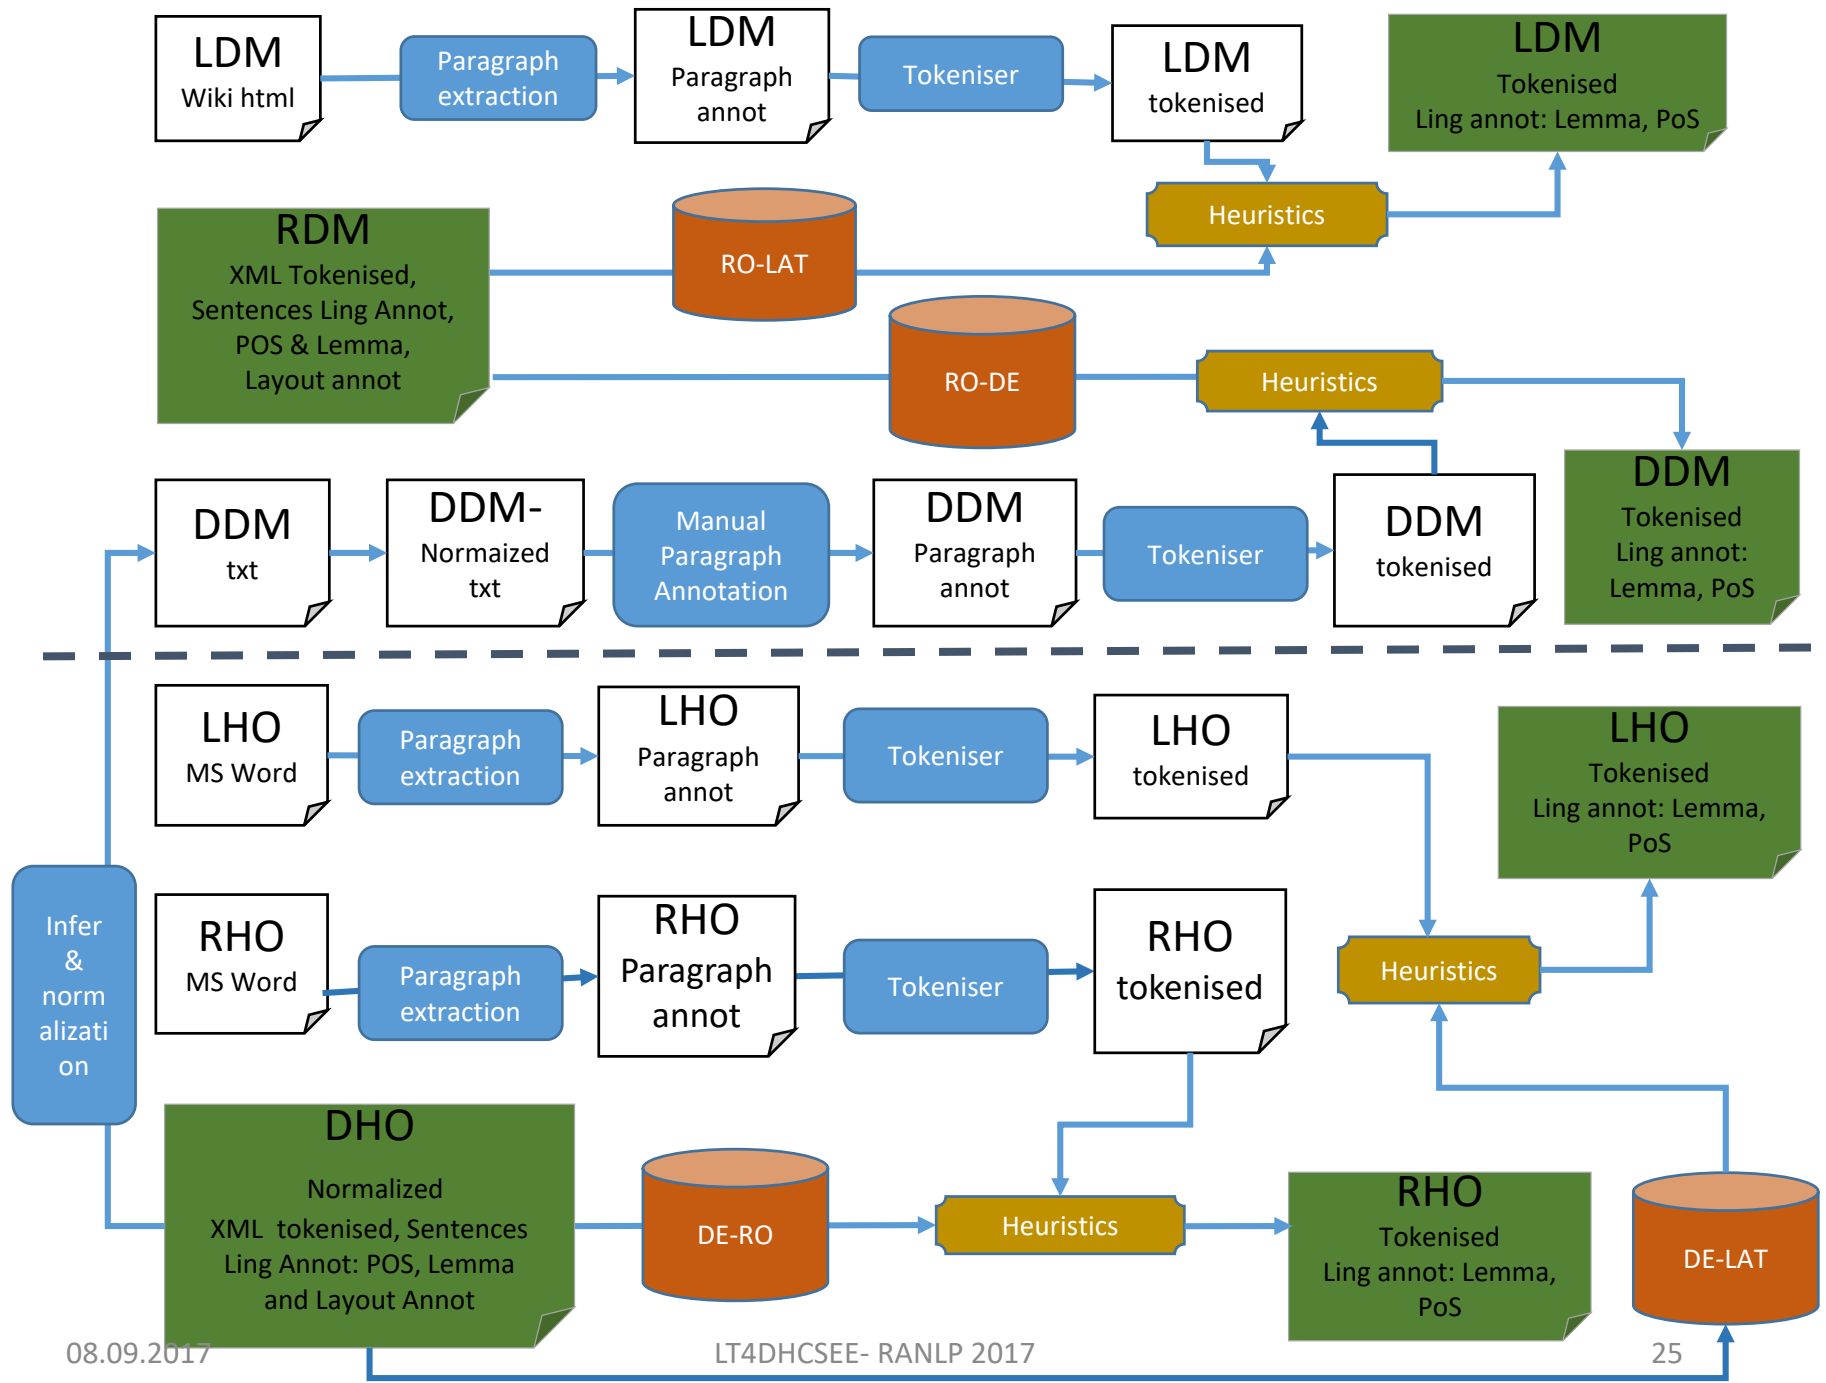 LDM
Wiki html
Paragraph
extraction
LDM
Paragraph
annot
Tokeniser
LDM
tokenised
LDM
Tokenised
Ling annot: Lemma, PoS
Heuristics
RDM
XML Tokenised,
Sentences Ling Annot,
POS & Lemma,
Layout annot
RO-LAT
RO-DE
Heuristics
DDM
txt
DDM-
Normaized
txt
Manual
Paragraph
Annotation
DDM
Paragraph
annot
Tokeniser
DDM
tokenised
DDM
Tokenised
Ling annot:
Lemma, PoS
LHO
MS Word
Paragraph
extraction
LHO
Paragraph
annot
Tokeniser
LHO
tokenised
LHO
Tokenised
Ling annot: Lemma,
PoS
Infer
&
norm
alizati
on
RHO
MS Word
Paragraph
extraction
RHO
Paragraph
annot
Tokeniser
RHO
tokenised
Heuristics
DHO
Normalized
XML tokenised, Sentences
Ling Annot: POS, Lemma
and Layout Annot
DE-RO
Heuristics
RHO
Tokenised
Ling annot: Lemma,
PoS
DE-LAT
08.09.2017
LT4DHCSEE- RANLP 2017
25